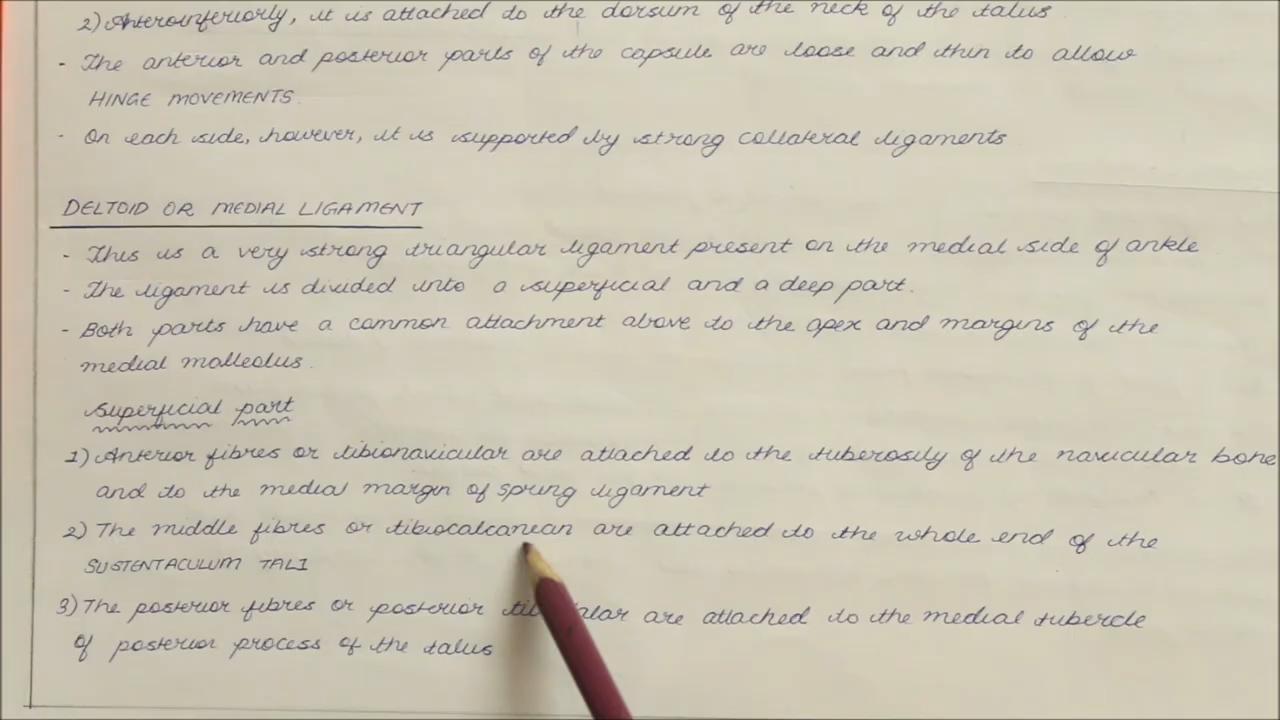 2) Anteroinferiorly, it is attached to the dorsum of the neck of the talus
- The anterior and posterior parts of the capsule are loose and thin to allow
HINGE MOVEMENTS.
- On each side, however, it is supported by strong collateral ligaments
DELTOID OR MEDIAL LIGAMENT
- This is a very strong triangular ligament present on the medial side of ankle
- The ligament is divided into a superficial and a deep part.
- Both parts have a common attachment above to the apex and margins of the
medial malleolus.
Superficial part
1) Anterior fibres or tibionavicular are attached to the tuberosity of the navicular bone
and to the medial margin of spring ligament
2) The middle fibres or tibiocalcanean are attached to the whole end of the
SUSTENTACULUM TALI
3) The posterior fibres or posterior are attached to the medial tubercle
of posterior process of the talus